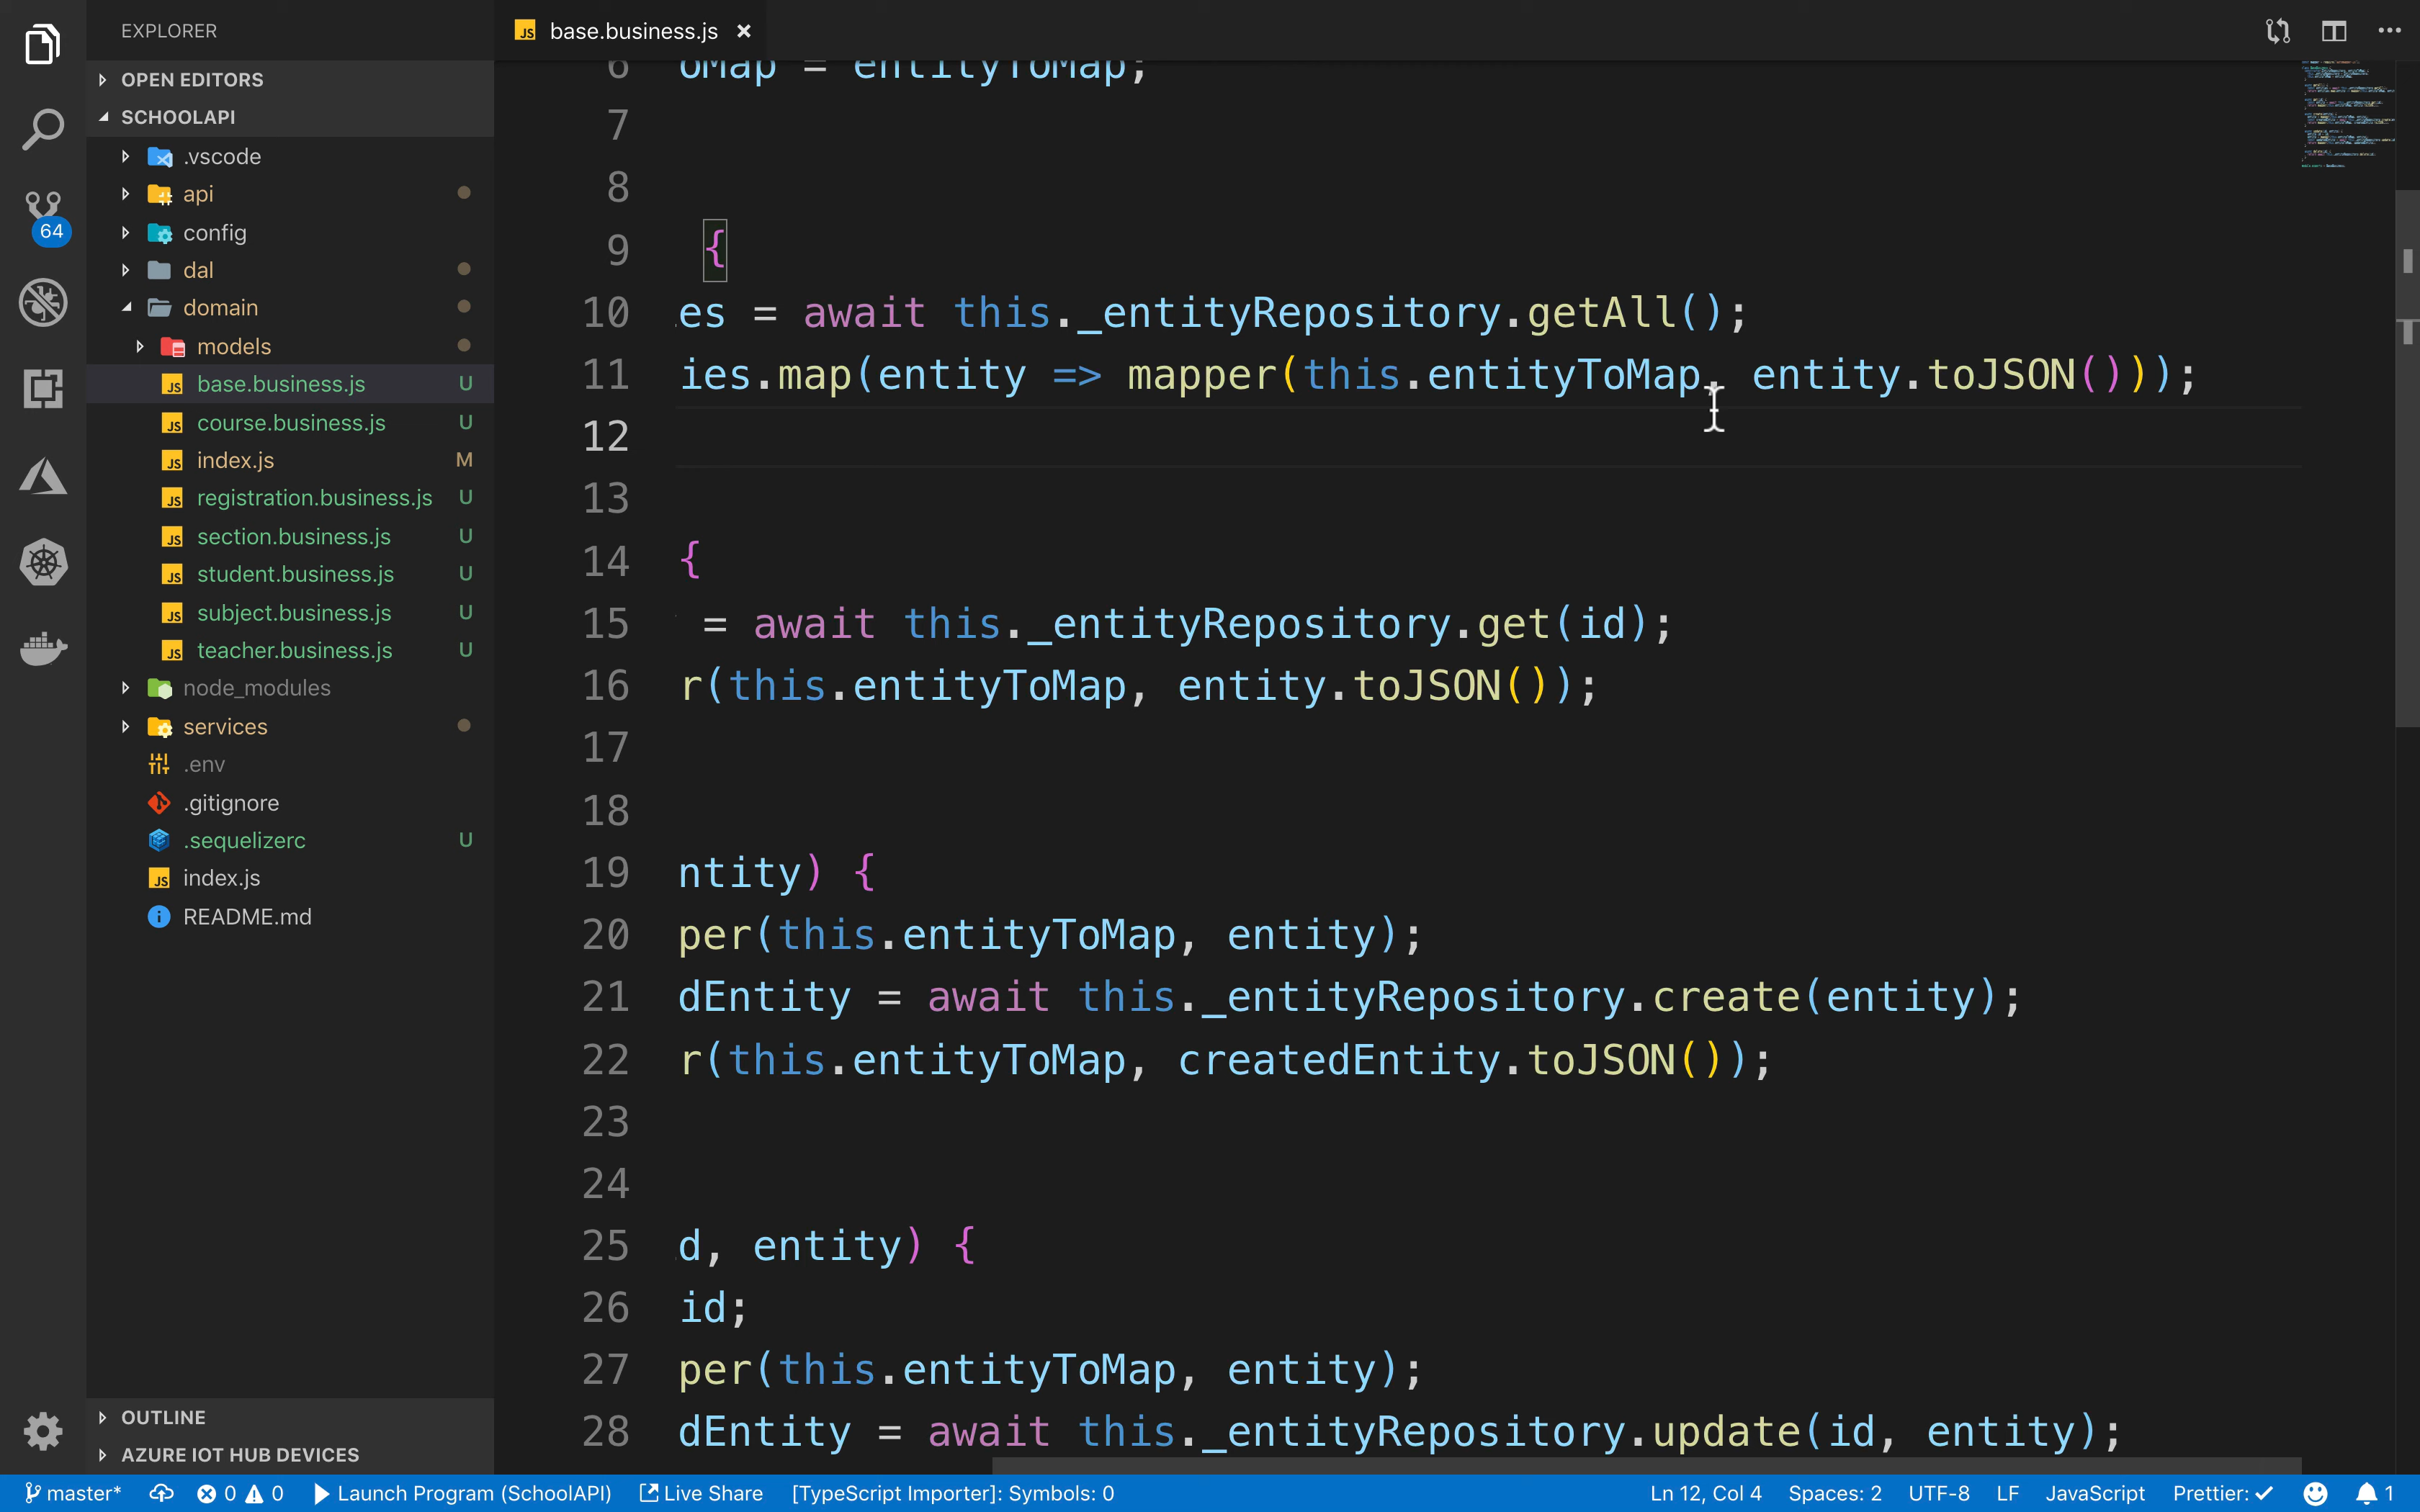 EXPLORER
OPEN EDITORS
SCHOOLAPI
.vscode
api
config
dal
domain
models
base.business.js U
course.business.js U
index.js M
registration.business.js U
section.business.js U
student.business.js U
subject.business.js U
teacher.business.js U
node_modules
services
.env
.gitignore
.sequelizerc U
index.js
README.md
OUTLINE
AZURE IOT HUB DEVICES
64
base.business.js
6 oMap = entityToMap;
7
8
9 {
10 es = await this._entityRepository.getAll();
11 ies.map(entity => mapper(this.entityToMap, entity.toJSON()));
12
13
14 {
15 = await this._entityRepository.get(id);
16 r(this.entityToMap, entity.toJSON());
17
18
19 ntity) {
20 per(this.entityToMap, entity);
21 dEntity = await this._entityRepository.create(entity);
22 r(this.entityToMap, createdEntity.toJSON());
23
24
25 d, entity) {
26 id;
27 per(this.entityToMap, entity);
28 dEntity = await this._entityRepository.update(id, entity);
master* 0 0 Launch Program (SchoolAPI) Live Share [TypeScript Importer]: Symbols: 0 Ln 12, Col 4 Spaces: 2 UTF-8 LF JavaScript Prettier: ✓ 1